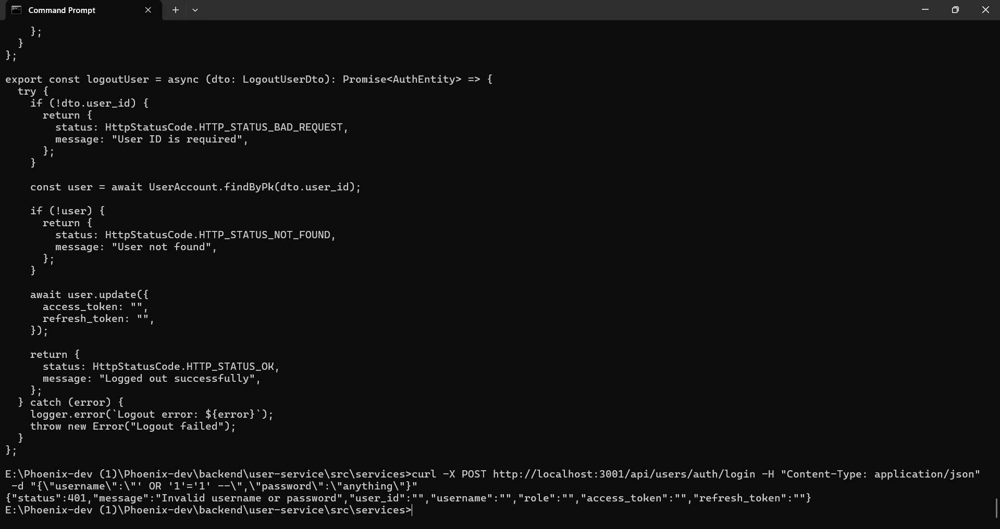 Command Prompt
    };
  }
};

export const logoutUser = async (dto: LogoutUserDto): Promise<AuthEntity> => {
  try {
    if (!dto.user_id) {
      return {
        status: HttpStatusCode.HTTP_STATUS_BAD_REQUEST,
        message: "User ID is required",
      };
    }

    const user = await UserAccount.findByPk(dto.user_id);

    if (!user) {
      return {
        status: HttpStatusCode.HTTP_STATUS_NOT_FOUND,
        message: "User not found",
      };
    }

    await user.update({
      access_token: "",
      refresh_token: "",
    });

    return {
      status: HttpStatusCode.HTTP_STATUS_OK,
      message: "Logged out successfully",
    };
  } catch (error) {
    logger.error(`Logout error: ${error}`);
    throw new Error("Logout failed");
  }
};

E:\Phoenix-dev (1)\Phoenix-dev\backend\user-service\src\services>curl -X POST http://localhost:3001/api/users/auth/login -H "Content-Type: application/json"
 -d "{\"username\":\"' OR '1'='1' --\",\"password\":\"anything\"}"
{"status":401,"message":"Invalid username or password","user_id":"","username":"","role":"","access_token":"","refresh_token":""}
E:\Phoenix-dev (1)\Phoenix-dev\backend\user-service\src\services>